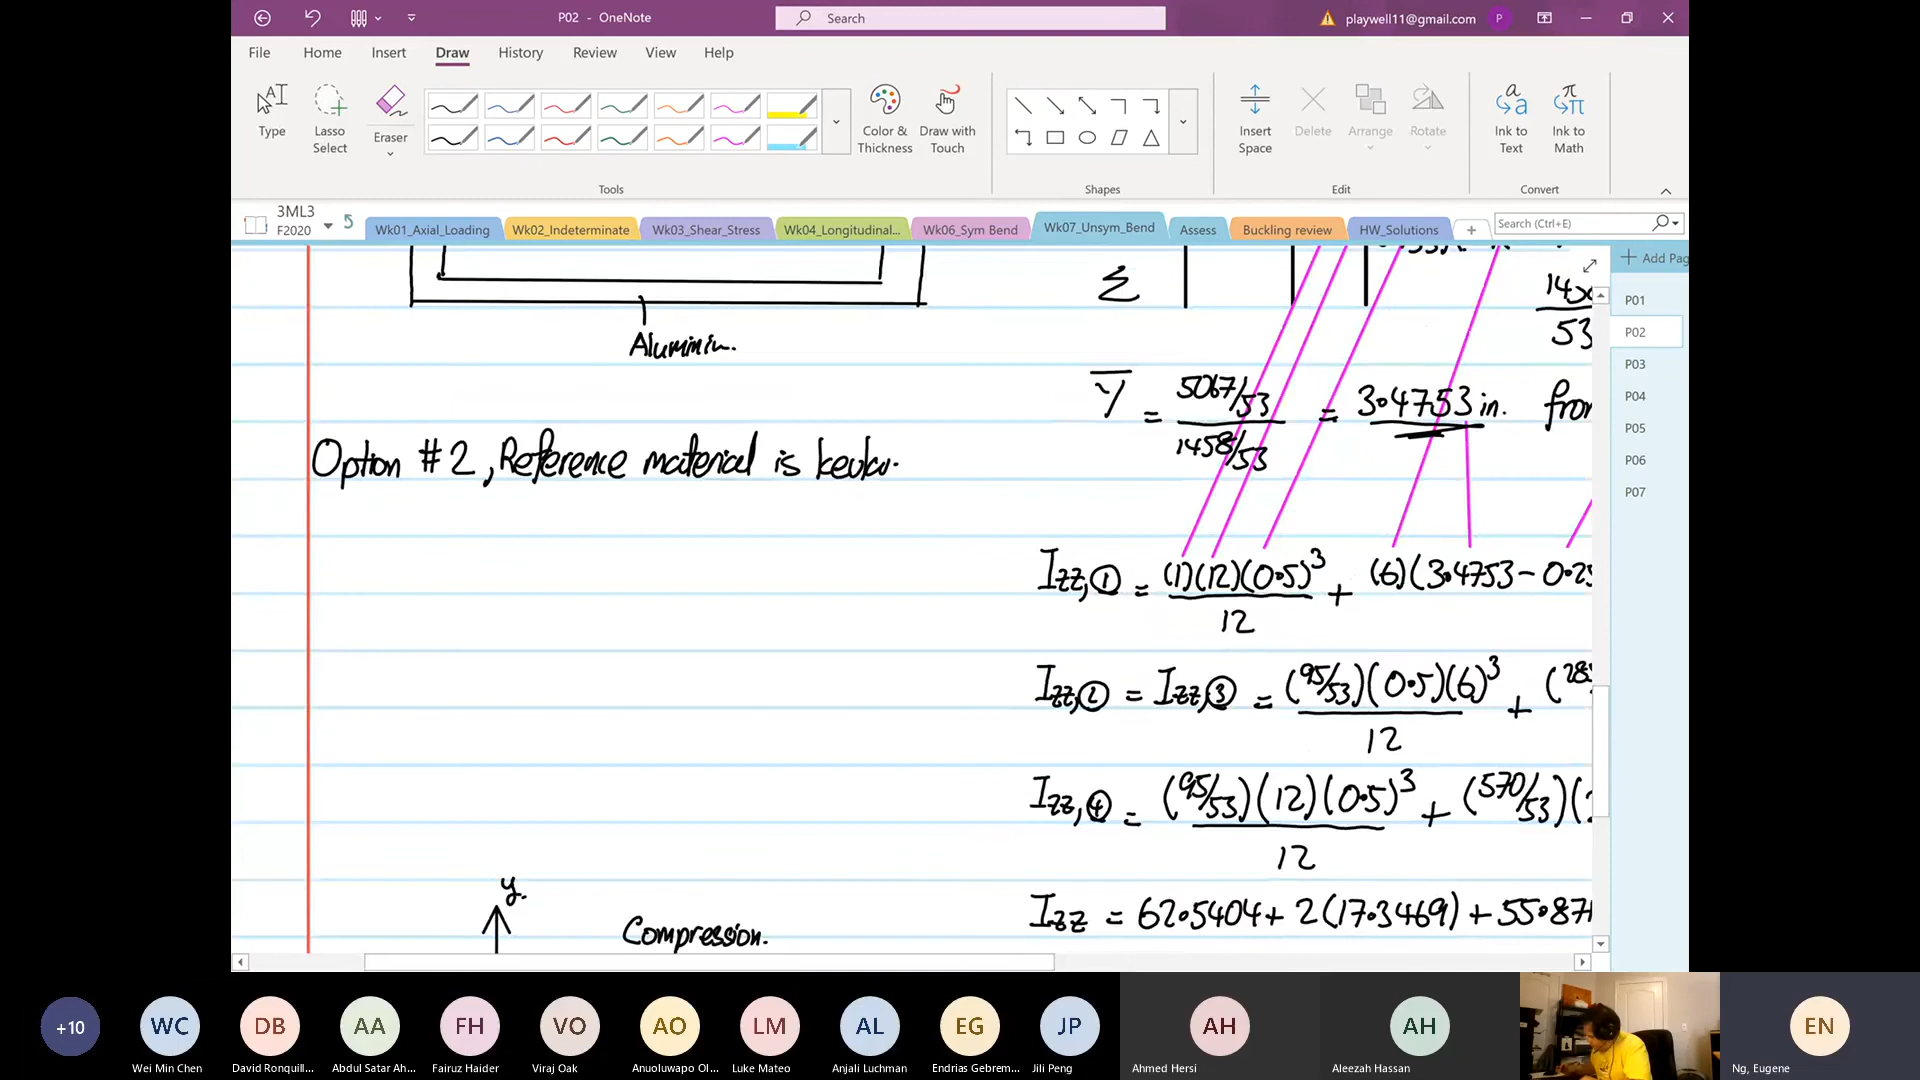 P02 - OneNote
Search
playwell11@gmail.com
P
File Home Insert Draw History Review View Help
Type
Lasso Select
Eraser
Color & Thickness
Draw with Touch
Insert Space
Delete
Arrange
Rotate
Ink to Text
Ink to Math
Tools
Shapes
Edit
Convert
3ML3
F2020
Wk01_Axial_Loading
Wk02_Indeterminate
Wk03_Shear_Stress
Wk04_Longitudinal...
Wk06_Sym Bend
Wk07_Unsym_Bend
Assess
Buckling review
HW_Solutions
Search (Ctrl+E)
Add Pag
P01
P02
P03
P04
P05
P06
P07
Aluminin.
Option #2, Reference material is kevlar.
y.
Compression.
Σ
53
Y̅ = 5067/53 / 1458/53 = 3.4753 in. fro
Izz,① = (1)(12)(0.5)³ / 12 + (6)(3.4753 - 0.25
Izz,② = Izz,③ = (95/53)(0.5)(6)³ / 12 + (285
Izz,④ = (95/53)(12)(0.5)³ / 12 + (570/53)(
Izz = 62.5404 + 2(17.3469) + 55.87
+10
WC
DB
AA
FH
VO
AO
LM
AL
EG
JP
AH
AH
EN
Wei Min Chen
David Ronquill...
Abdul Satar Ah...
Fairuz Haider
Viraj Oak
Anuoluwapo Ol...
Luke Mateo
Anjali Luchman
Endrias Gebrem...
Jili Peng
Ahmed Hersi
Aleezah Hassan
Ng, Eugene